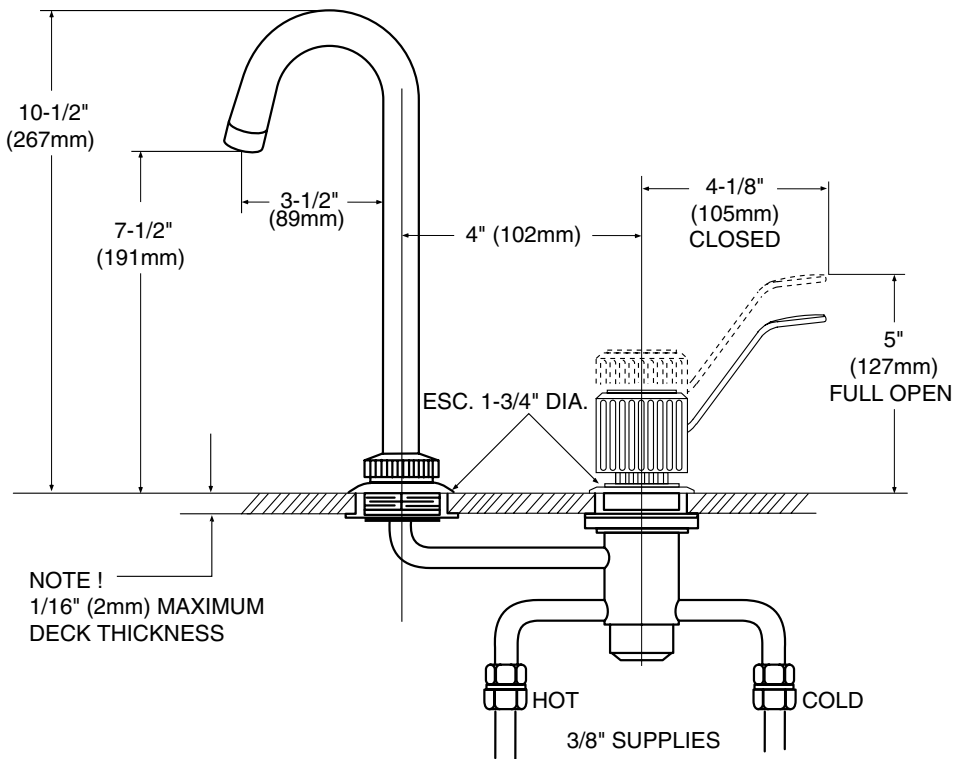 10-1/2"
(267mm)
7-1/2"
(191mm)
3-1/2"
(89mm)
4" (102mm)
4-1/8"
(105mm)
CLOSED
5"
(127mm)
FULL OPEN
ESC. 1-3/4" DIA.
NOTE !
1/16" (2mm) MAXIMUM
DECK THICKNESS
HOT
COLD
3/8" SUPPLIES